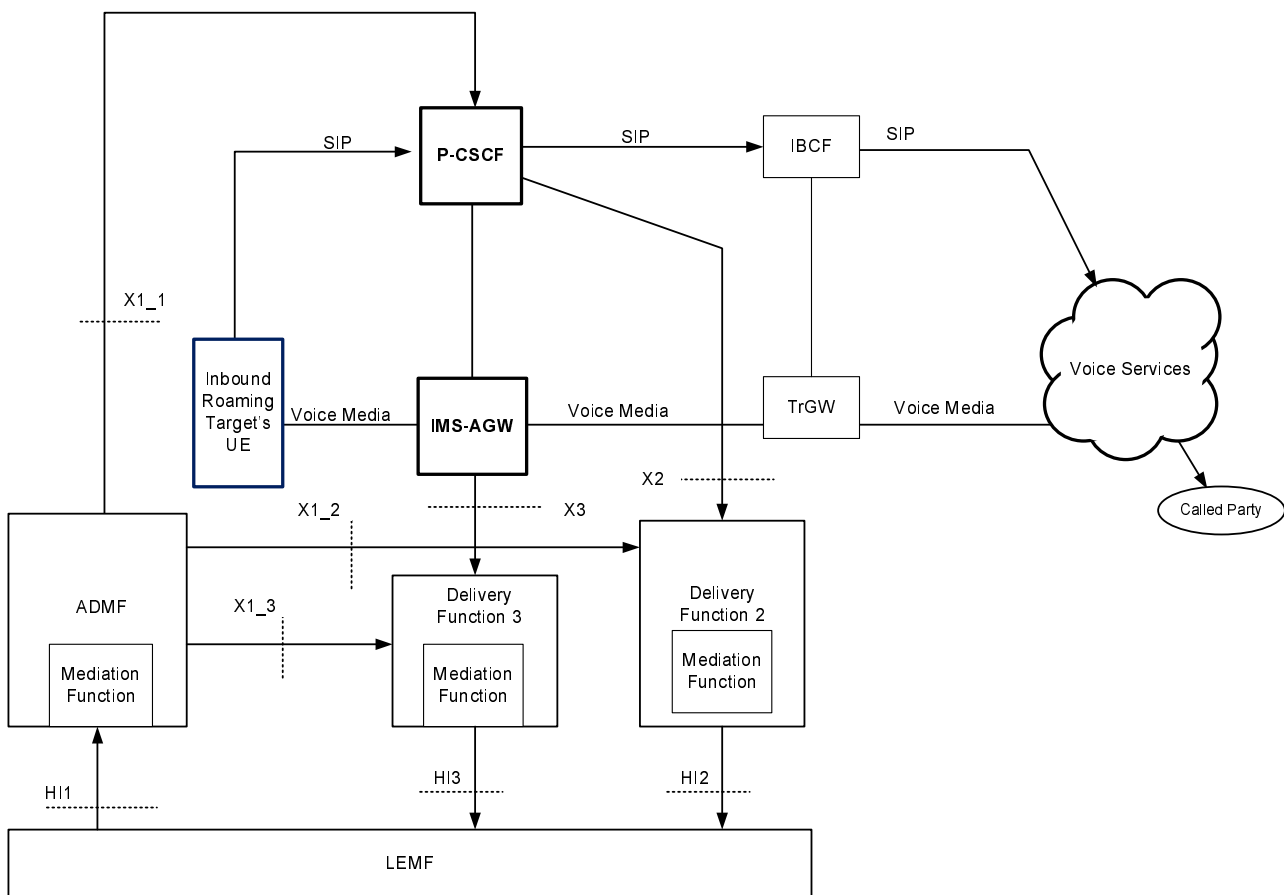 SIP
P-CSCF
SIP
IBCF
SIP
X1_1
Inbound
Roaming
Target's
UE
Voice Media
IMS-AGW
Voice Media
TrGW
Voice Media
Voice Services
X2
Called Party
X1_2
X3
ADMF
X1_3
Delivery
Function 3
Delivery
Function 2
Mediation
Function
Mediation
Function
Mediation
Function
HI1
HI3
HI2
LEMF